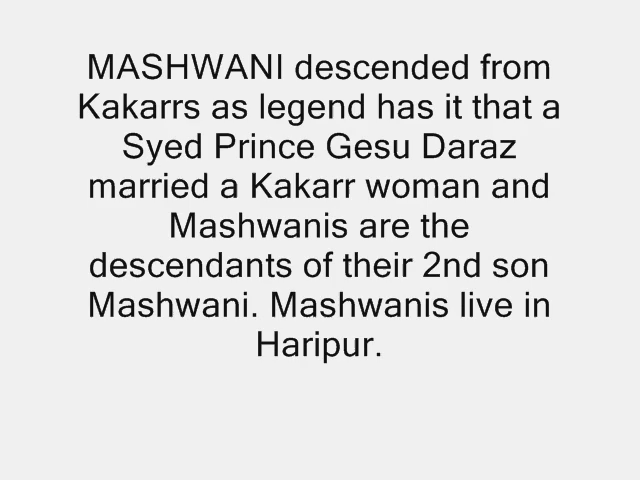 MASHWANI descended from
Kakarrs as legend has it that a
Syed Prince Gesu Daraz
married a Kakarr woman and
Mashwanis are the
descendants of their 2nd son
Mashwani. Mashwanis live in
Haripur.